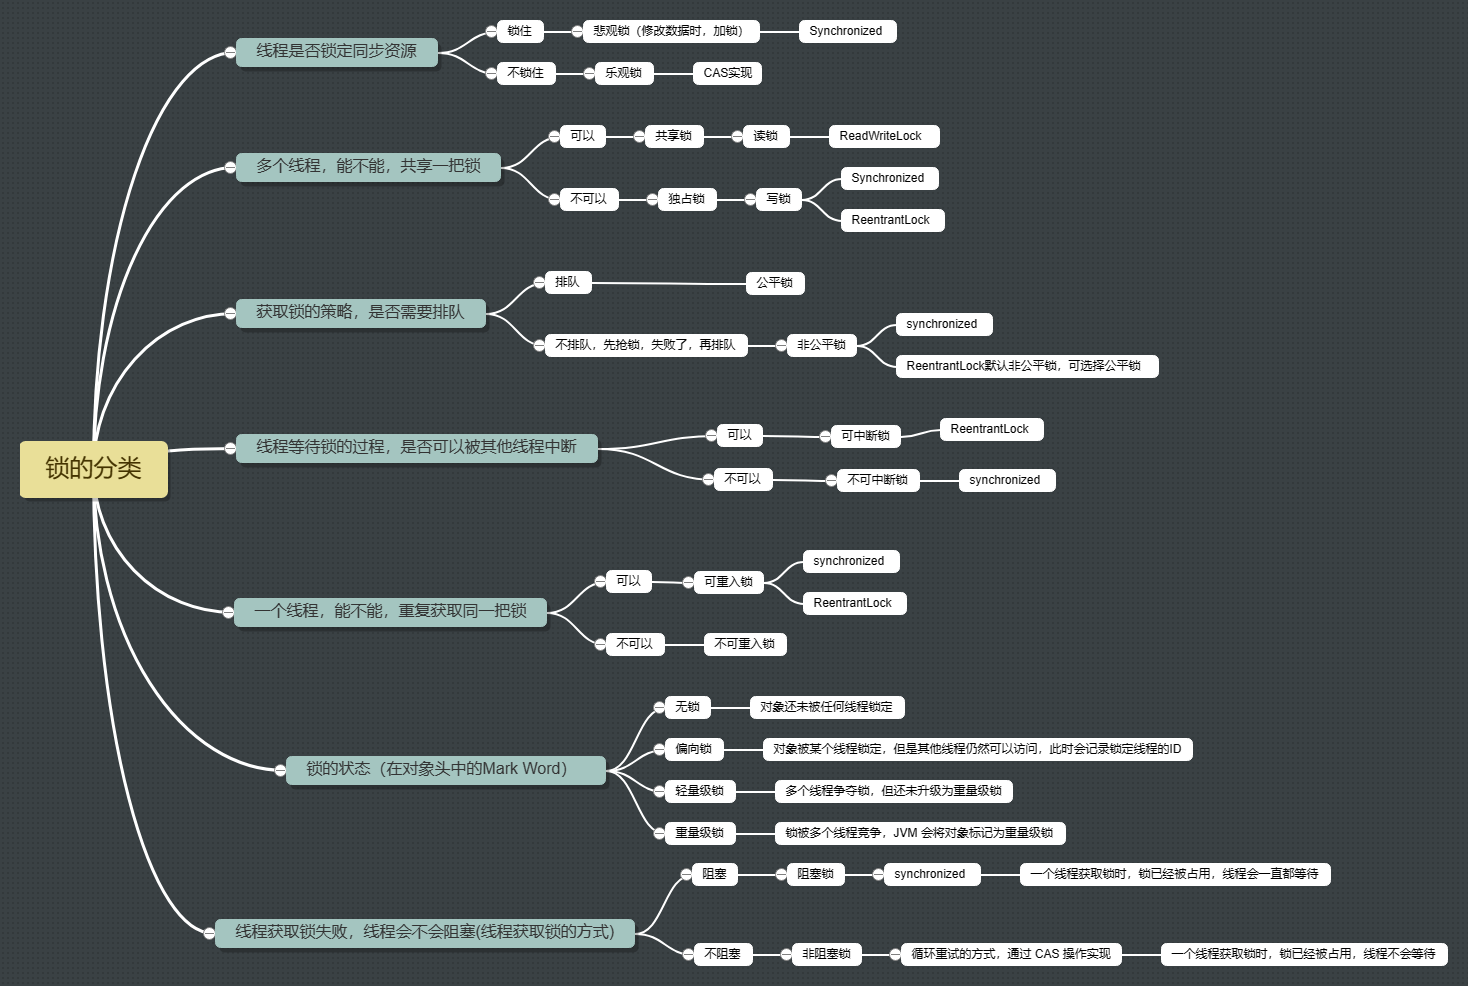 锁的分类
线程是否锁定同步资源
锁住
悲观锁（修改数据时，加锁）
Synchronized
不锁住
乐观锁
CAS实现
多个线程，能不能，共享一把锁
可以
共享锁
读锁
ReadWriteLock
不可以
独占锁
写锁
Synchronized
ReentrantLock
获取锁的策略，是否需要排队
排队
公平锁
不排队，先抢锁，失败了，再排队
非公平锁
synchronized
ReentrantLock默认非公平锁，可选择公平锁
线程等待锁的过程，是否可以被其他线程中断
可以
可中断锁
ReentrantLock
不可以
不可中断锁
synchronized
一个线程，能不能，重复获取同一把锁
可以
可重入锁
synchronized
ReentrantLock
不可以
不可重入锁
锁的状态（在对象头中的Mark Word）
无锁
对象还未被任何线程锁定
偏向锁
对象被某个线程锁定，但是其他线程仍然可以访问，此时会记录锁定线程的ID
轻量级锁
多个线程争夺锁，但还未升级为重量级锁
重量级锁
锁被多个线程竞争，JVM 会将对象标记为重量级锁
线程获取锁失败，线程会不会阻塞(线程获取锁的方式)
阻塞
阻塞锁
synchronized
一个线程获取锁时，锁已经被占用，线程会一直都等待
不阻塞
非阻塞锁
循环重试的方式，通过 CAS 操作实现
一个线程获取锁时，锁已经被占用，线程不会等待